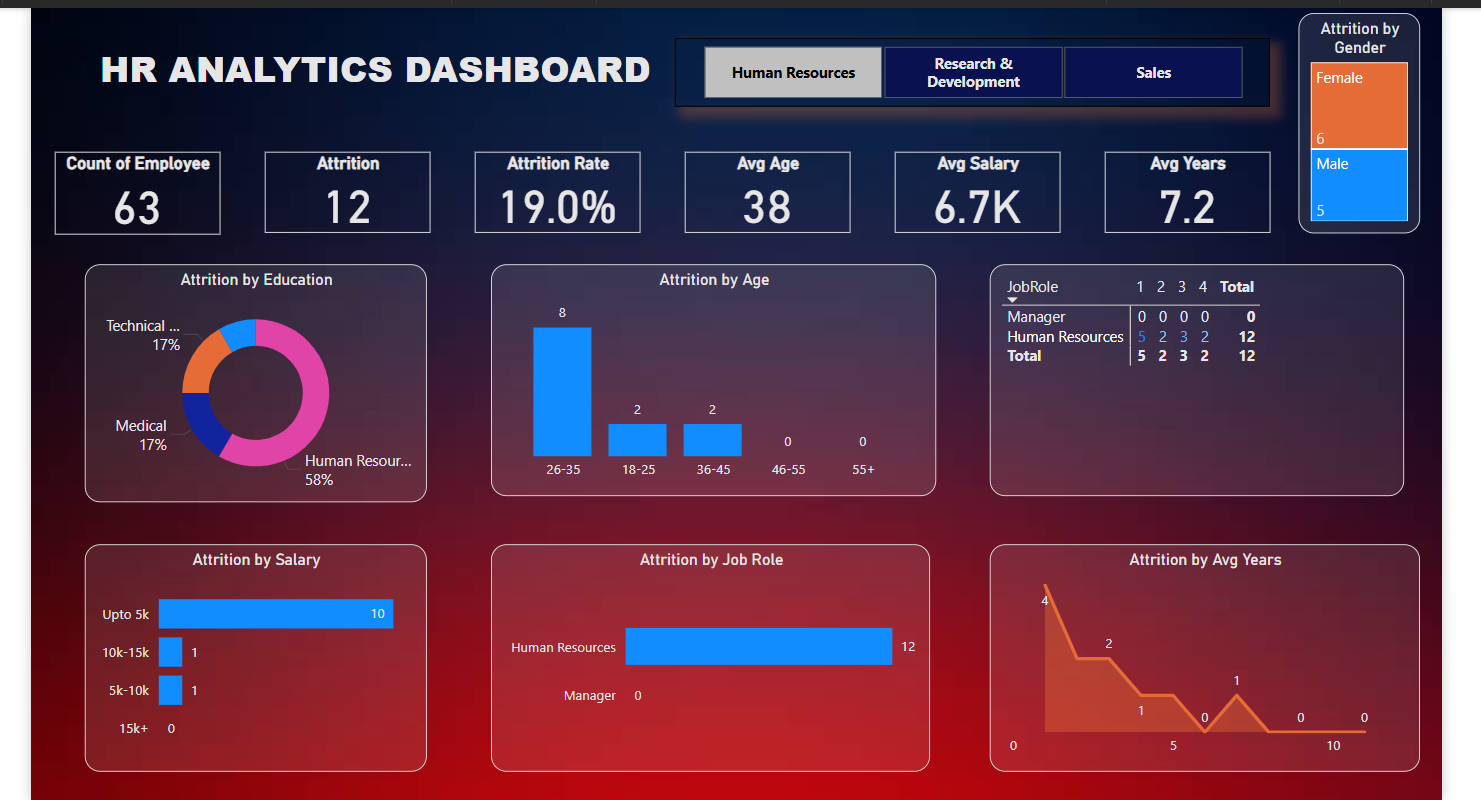 HR ANALYTICS DASHBOARD
Human Resources
Research &
Development
Sales
Attrition by
Gender
Female
6
Male
5
Count of Employee
63
Attrition
12
Attrition Rate
19.0%
Avg Age
38
Avg Salary
6.7K
Avg Years
7.2
Attrition by Education
Technical ...
17%
Medical
17%
Human Resour...
58%
Attrition by Age
8
2
2
0
0
26-35
18-25
36-45
46-55
55+
JobRole 1 2 3 4 Total
Manager 0 0 0 0 0
Human Resources 5 2 3 2 12
Total 5 2 3 2 12
Attrition by Salary
Upto 5k 10
10k-15k 1
5k-10k 1
15k+ 0
Attrition by Job Role
Human Resources 12
Manager 0
Attrition by Avg Years
4
2
1
0
1
0
0
0
5
10